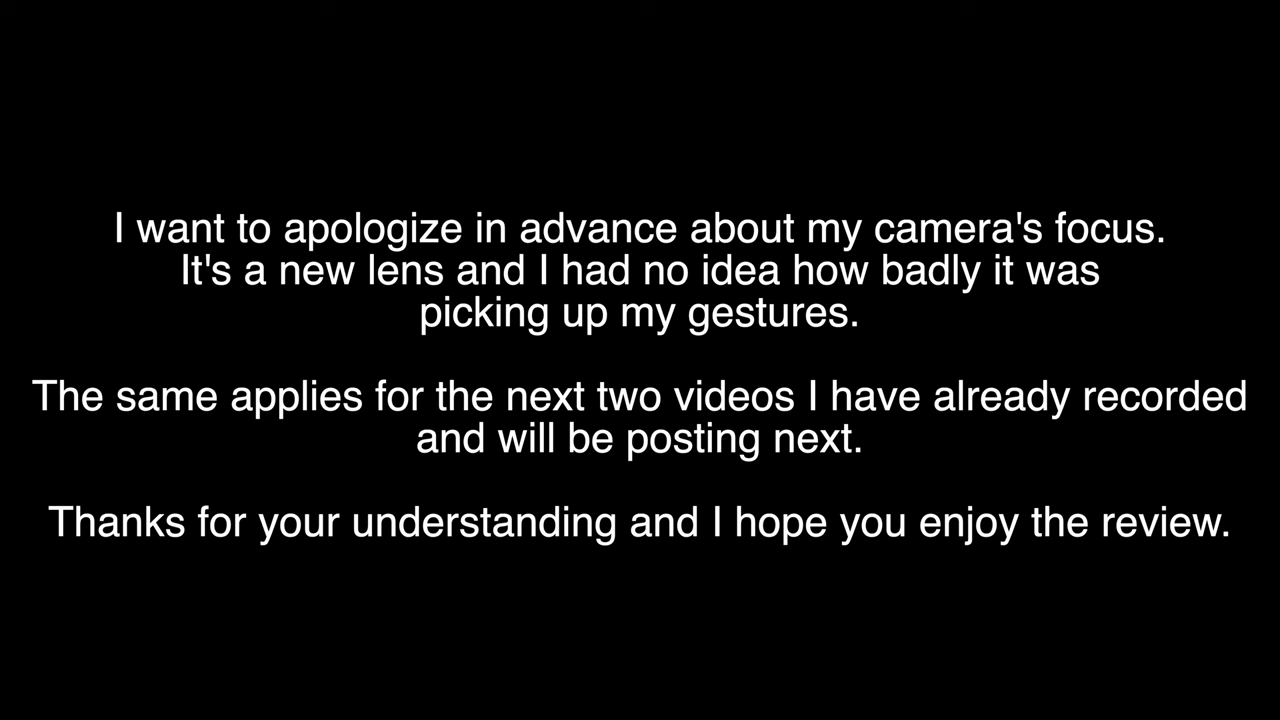 I want to apologize in advance about my camera's focus.
It's a new lens and I had no idea how badly it was
picking up my gestures.
The same applies for the next two videos I have already recorded
and will be posting next.
Thanks for your understanding and I hope you enjoy the review.